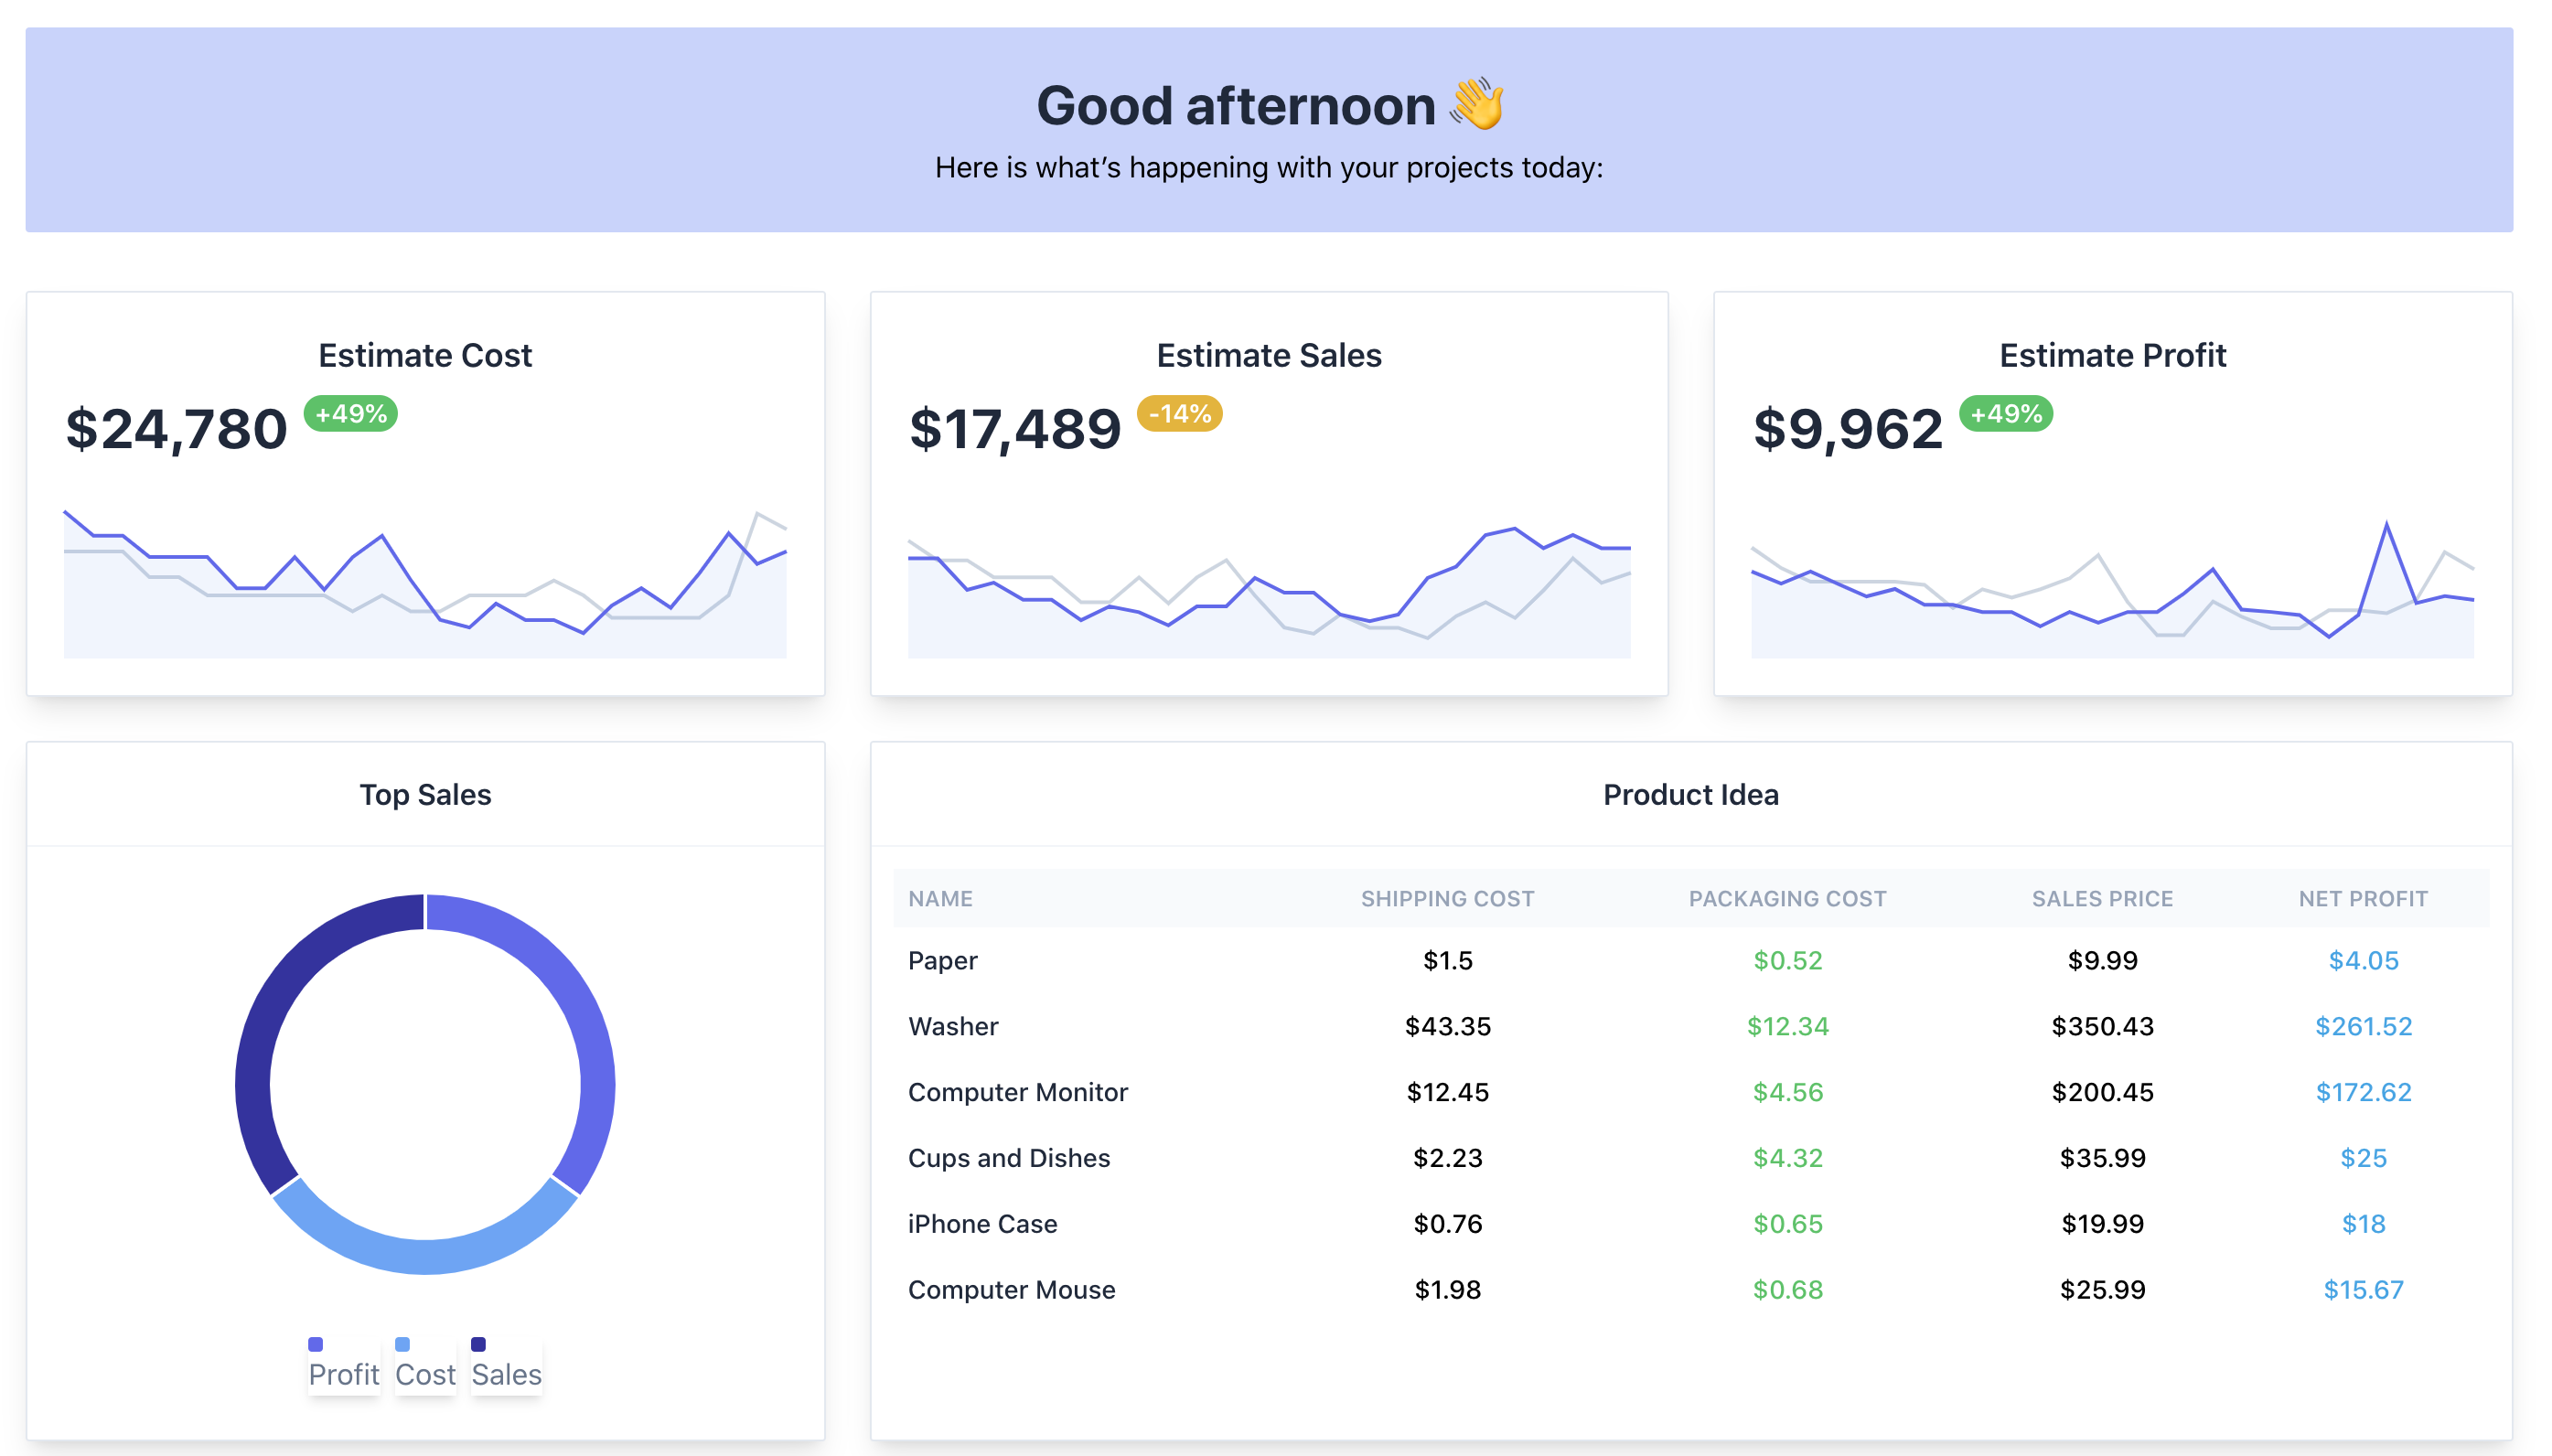 Good afternoon 👋
Here is what’s happening with your projects today:
Estimate Cost
$24,780 +49%
Estimate Sales
$17,489 -14%
Estimate Profit
$9,962 +49%
Top Sales
Profit Cost Sales
Product Idea
NAME SHIPPING COST PACKAGING COST SALES PRICE NET PROFIT
Paper $1.5 $0.52 $9.99 $4.05
Washer $43.35 $12.34 $350.43 $261.52
Computer Monitor $12.45 $4.56 $200.45 $172.62
Cups and Dishes $2.23 $4.32 $35.99 $25
iPhone Case $0.76 $0.65 $19.99 $18
Computer Mouse $1.98 $0.68 $25.99 $15.67